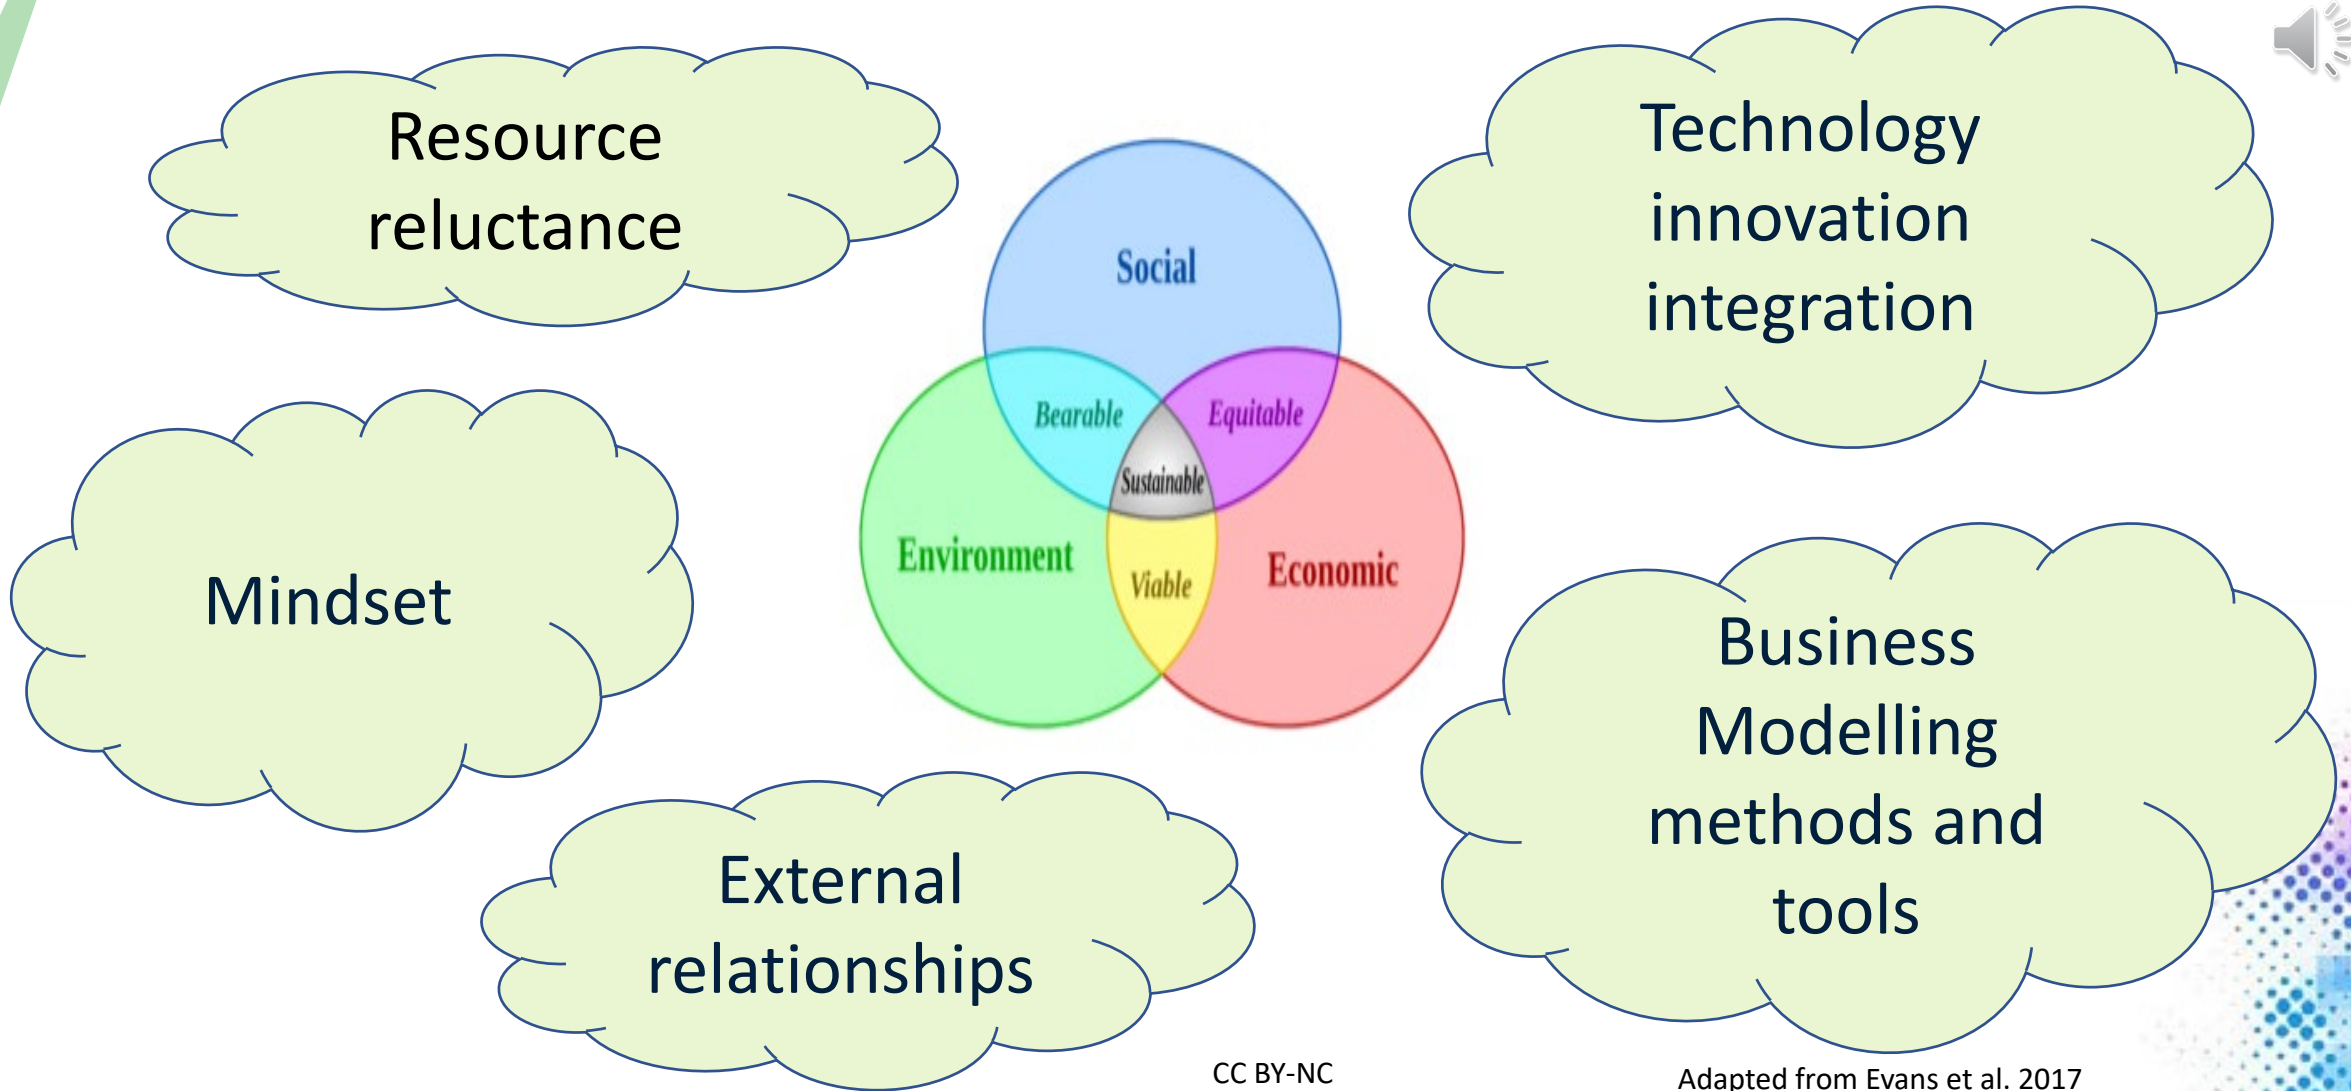 Resource
reluctance
Technology
innovation
integration
Social
Bearable
Equitable
Sustainable
Environment
Viable
Economic
Mindset
Business
Modelling
methods and
tools
External
relationships
CC BY-NC
Adapted from Evans et al. 2017